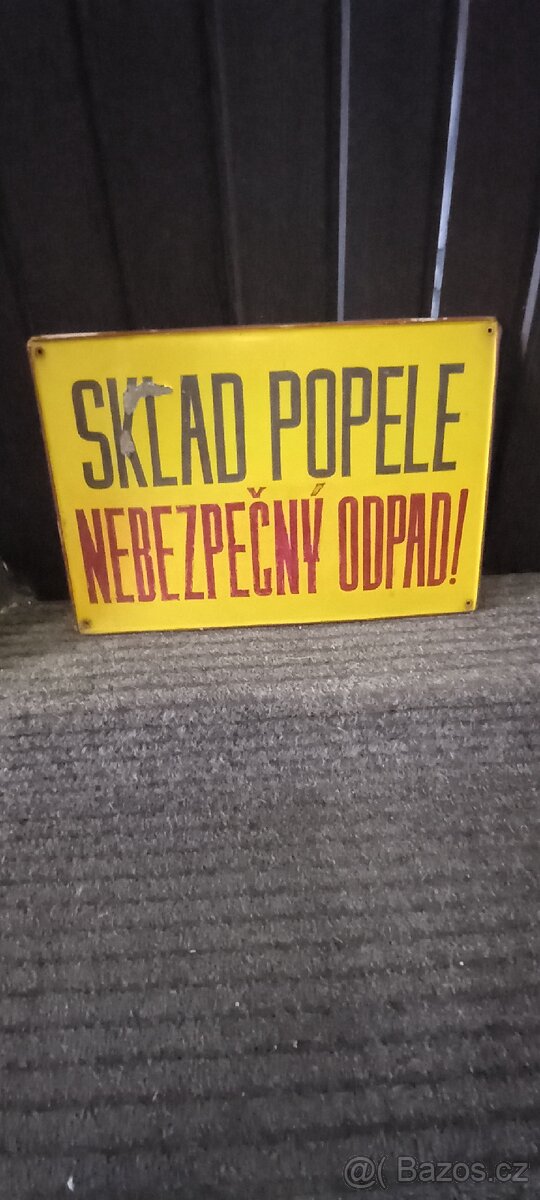 SKLAD POPELE
NEBEZPEČNÝ ODPAD!
@( Bazos.cz